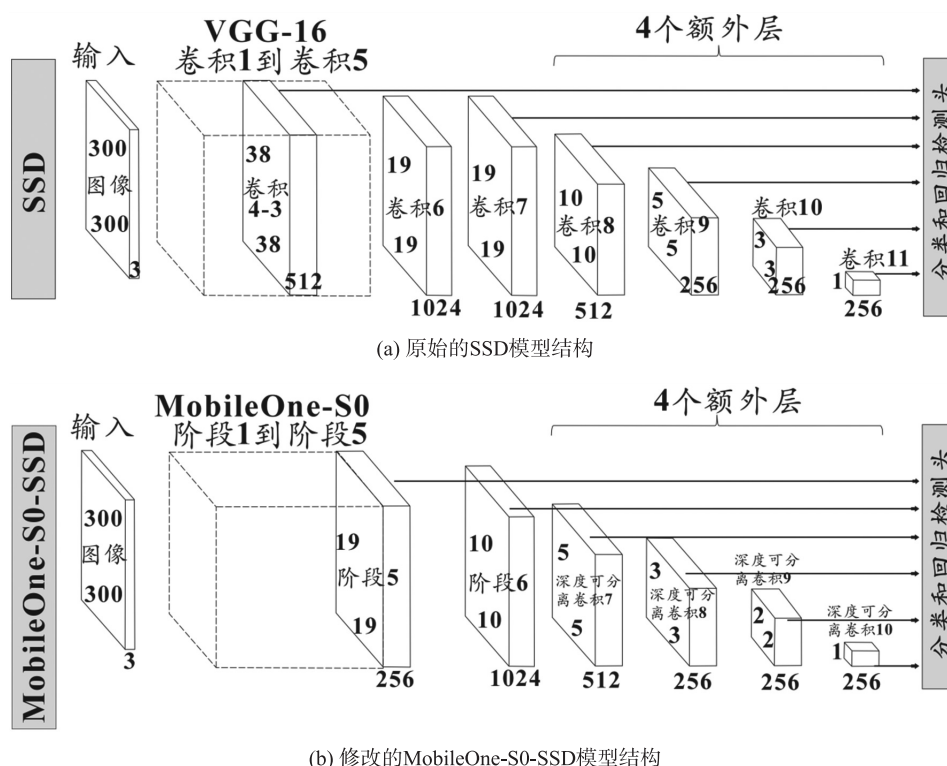 VGG-16
4个额外层
输入
卷积1到卷积5
SSD
300
图像
300
3
38
卷积
4-3
38
512
19
卷积6
19
1024
19
卷积7
19
1024
10
卷积8
10
512
5
卷积9
5
256
卷积10
3
3
256
卷积11
1
256
分类和回归检测头
(a) 原始的SSD模型结构
MobileOne-S0
4个额外层
输入
阶段1到阶段5
MobileOne-S0-SSD
300
图像
300
3
19
阶段5
19
256
10
阶段6
10
1024
5
深度可分
离卷积7
5
512
3
深度可分
离卷积8
3
256
深度可分
离卷积9
2
2
256
深度可分
离卷积10
1
256
分类和回归检测头
(b) 修改的MobileOne-S0-SSD模型结构